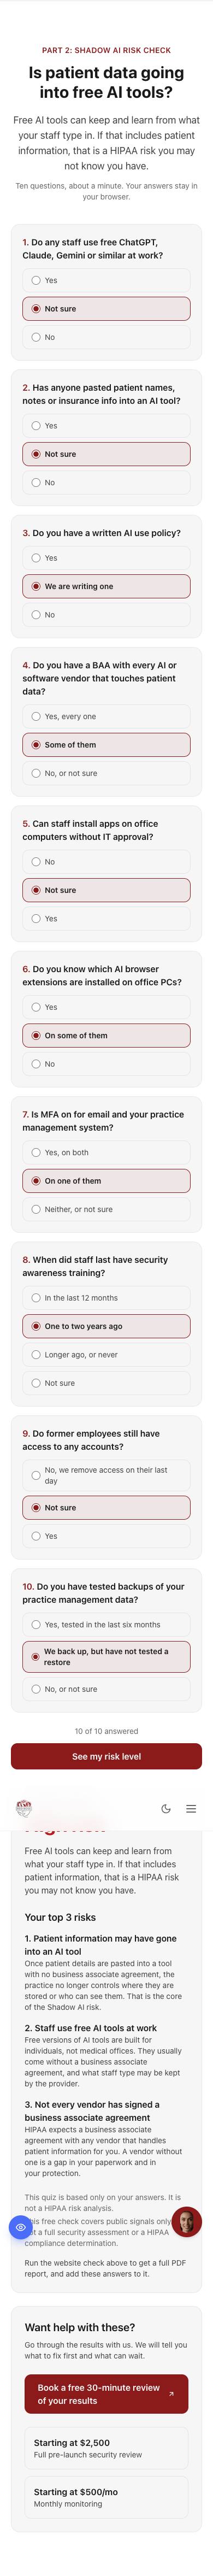 PART 2: SHADOW AI RISK CHECK
Is patient data going
into free AI tools?
Free AI tools can keep and learn from what
your staff type in. If that includes patient
information, that is a HIPAA risk you may
not know you have.
Ten questions, about a minute. Your answers stay in
your browser.
1. Do any staff use free ChatGPT,
Claude, Gemini or similar at work?
Yes
Not sure
No
2. Has anyone pasted patient names,
notes or insurance info into an AI tool?
Yes
Not sure
No
3. Do you have a written AI use policy?
Yes
We are writing one
No
4. Do you have a BAA with every AI or
software vendor that touches patient
data?
Yes, every one
Some of them
No, or not sure
5. Can staff install apps on office
computers without IT approval?
No
Not sure
Yes
6. Do you know which AI browser
extensions are installed on office PCs?
Yes
On some of them
No
7. Is MFA on for email and your practice
management system?
Yes, on both
On one of them
Neither, or not sure
8. When did staff last have security
awareness training?
In the last 12 months
One to two years ago
Longer ago, or never
Not sure
9. Do former employees still have
access to any accounts?
No, we remove access on their last
day
Not sure
Yes
10. Do you have tested backups of your
practice management data?
Yes, tested in the last six months
We back up, but have not tested a
restore
No, or not sure
10 of 10 answered
See my risk level
Free AI tools can keep and learn from
what your staff type in. If that includes
patient information, that is a HIPAA risk
you may not know you have.
Your top 3 risks
1. Patient information may have gone
into an AI tool
Once patient details are pasted into a tool
with no business associate agreement, the
practice no longer controls where they are
stored or who can see them. That is the core
of the Shadow AI risk.
2. Staff use free AI tools at work
Free versions of AI tools are built for
individuals, not medical offices. They usually
come without a business associate
agreement, and what staff type may be kept
by the provider.
3. Not every vendor has signed a
business associate agreement
HIPAA expects a business associate
agreement with any vendor that handles
patient information for you. A vendor without
one is a gap in your paperwork and in
your protection.
This quiz is based only on your answers. It is
not a HIPAA risk analysis.
his free check covers public signals only
a full security assessment or a HIPAA
compliance determination.
Run the website check above to get a full PDF
report, and add these answers to it.
Want help with these?
Go through the results with us. We will tell you
what to fix first and what can wait.
Book a free 30-minute review
of your results
Starting at $2,500
Full pre-launch security review
Starting at $500/mo
Monthly monitoring